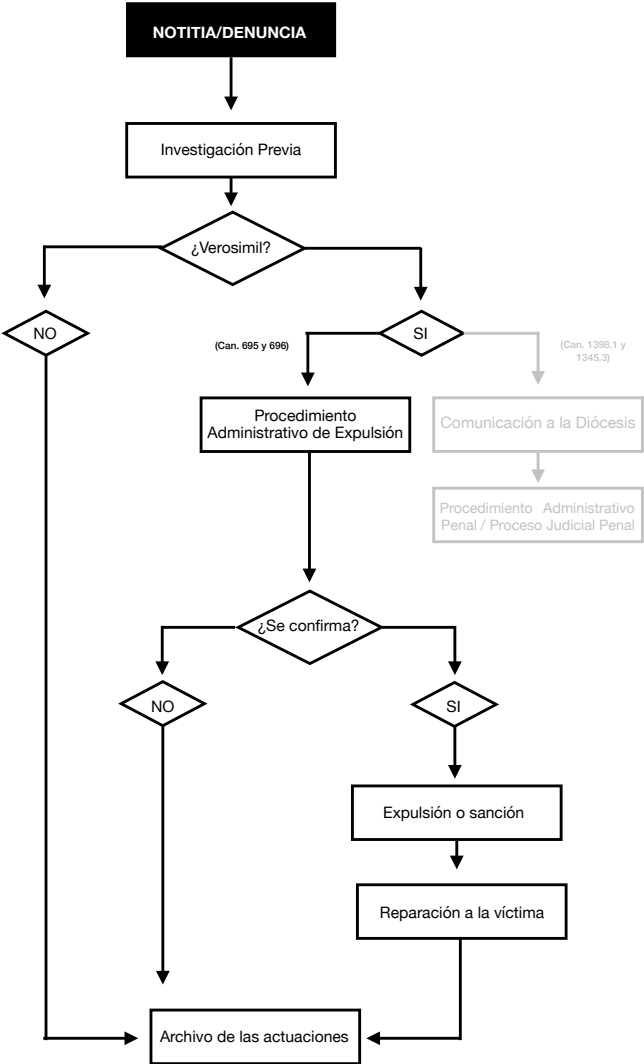 NOTITIA/DENUNCIA
Investigación Previa
¿Verosimil?
NO
(Can. 695 y 696)
SI
(Can. 1398.1 y
1345.3)
Procedimiento
Administrativo de Expulsión
Comunicación a la Diócesis
Procedimiento Administrativo
Penal / Proceso Judicial Penal
¿Se confirma?
NO
SI
Expulsión o sanción
Reparación a la víctima
Archivo de las actuaciones